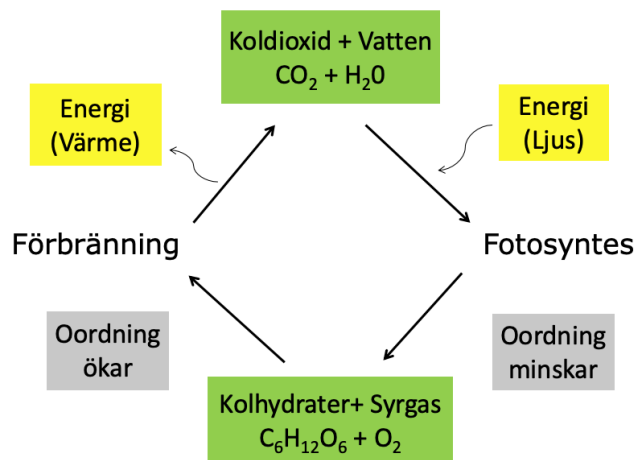 Koldioxid + Vatten
CO₂ + H₂0
Energi
(Värme)
Energi
(Ljus)
Förbränning
Fotosyntes
Oordning
ökar
Oordning
minskar
Kolhydrater+ Syrgas
C₆H₁₂O₆ + O₂